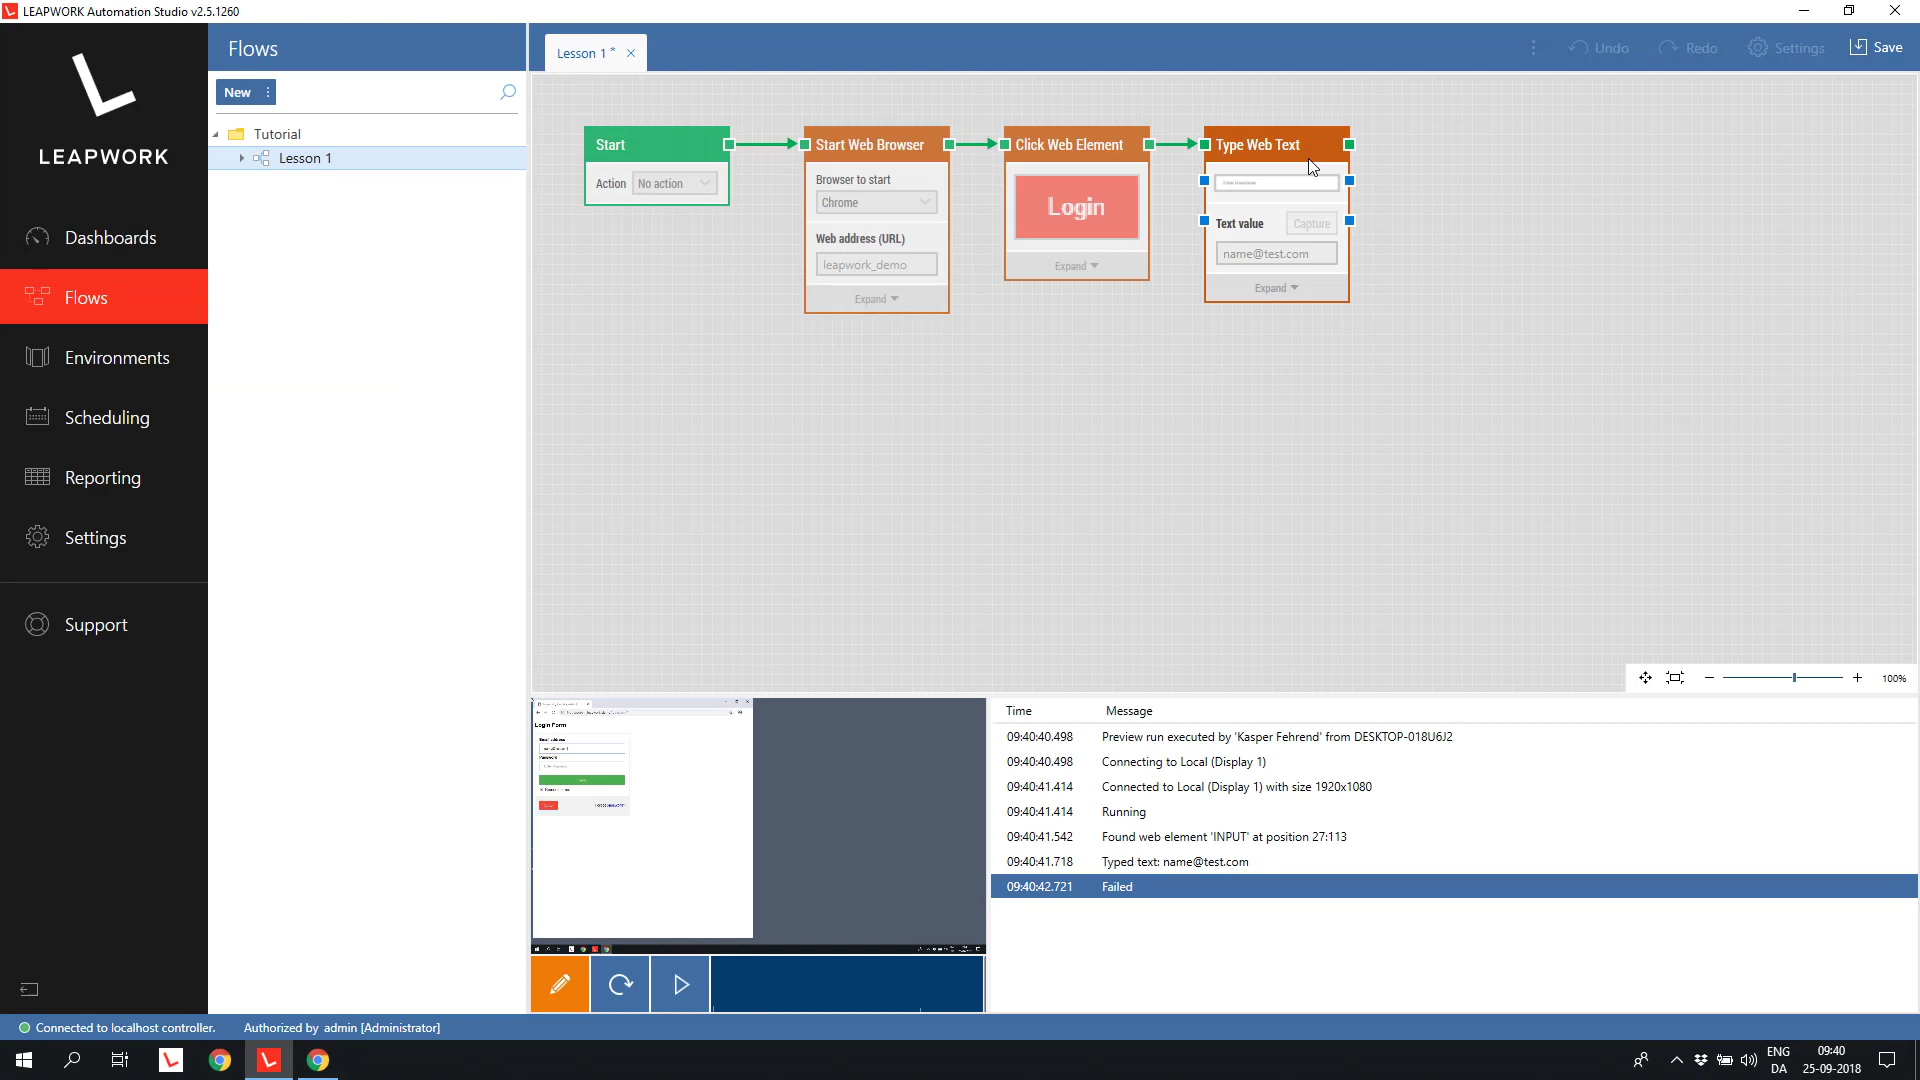 LEAPWORK Automation Studio v2.5.1260
LEAPWORK
Dashboards
Flows
Environments
Scheduling
Reporting
Settings
Support
Flows
New
Tutorial
Lesson 1
Lesson 1 *
Undo
Redo
Settings
Save
Start
Action No action
Start Web Browser
Browser to start
Chrome
Web address (URL)
leapwork_demo
Expand
Click Web Element
Login
Expand
Type Web Text
Text value Capture
name@test.com
Expand
100%
Login Form
Email address
Password
Time Message
09:40:40.498 Preview run executed by 'Kasper Fehrend' from DESKTOP-018U6J2
09:40:40.498 Connecting to Local (Display 1)
09:40:41.414 Connected to Local (Display 1) with size 1920x1080
09:40:41.414 Running
09:40:41.542 Found web element 'INPUT' at position 27:113
09:40:41.718 Typed text: name@test.com
09:40:42.721 Failed
Connected to localhost controller. Authorized by admin [Administrator]
ENG
DA
09:40
25-09-2018